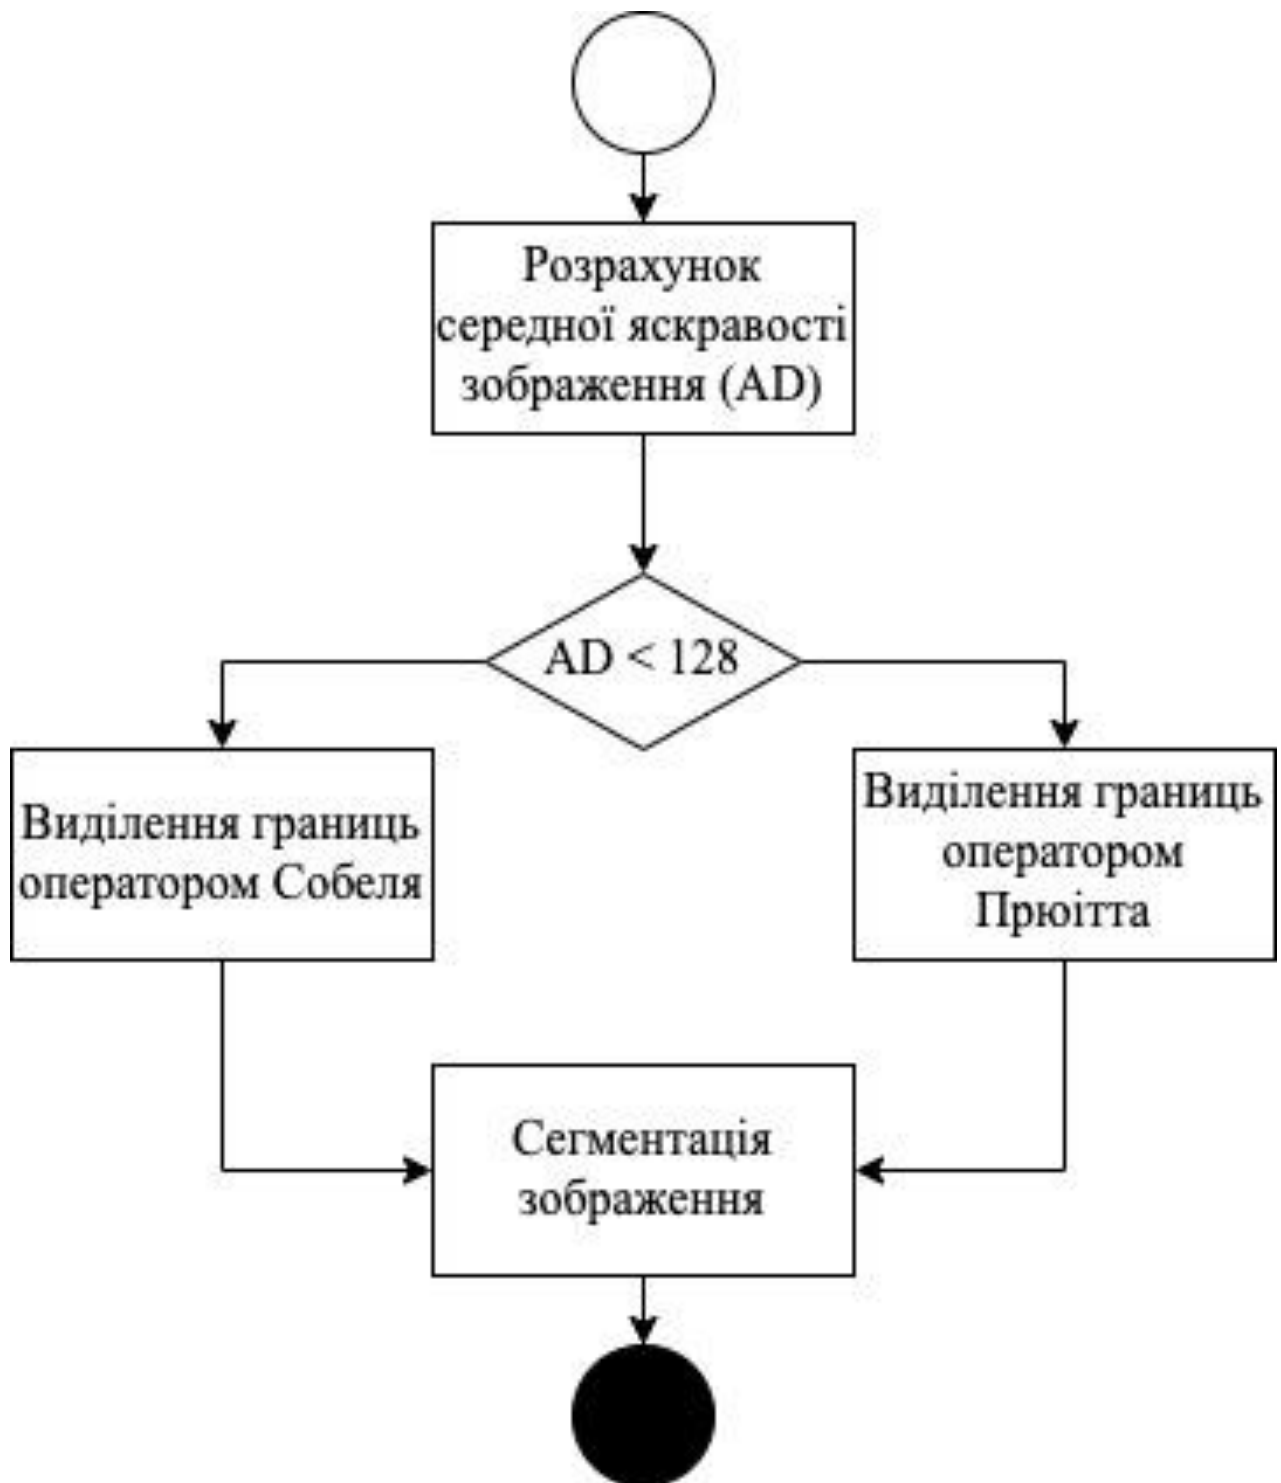 Розрахунок
середної яскравості
зображення (AD)
AD < 128
Виділення границь
оператором Собеля
Виділення границь
оператором
Прюітта
Сегментація
зображення